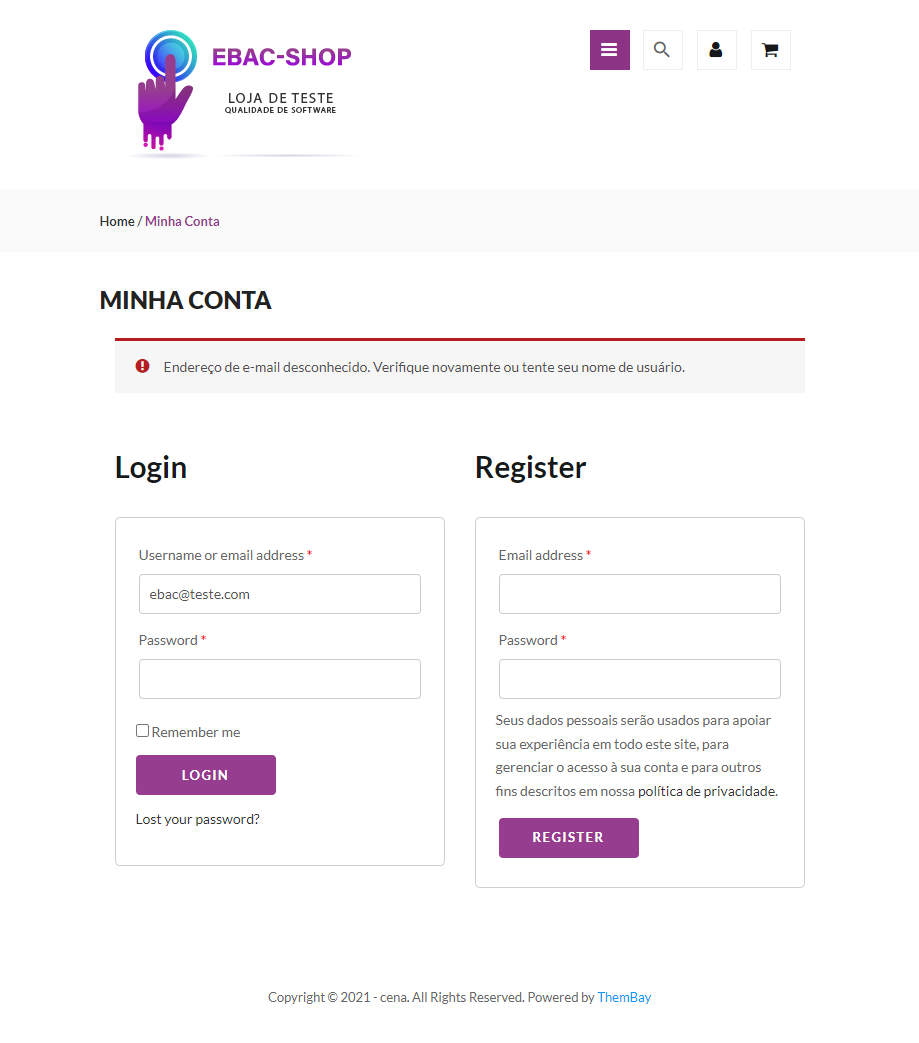 EBAC-SHOP
LOJA DE TESTE
QUALIDADE DE SOFTWARE
Home / Minha Conta
MINHA CONTA
Endereço de e-mail desconhecido. Verifique novamente ou tente seu nome de usuário.
Login
Username or email address *
ebac@teste.com
Password *
Remember me
LOGIN
Lost your password?
Register
Email address *
Password *
Seus dados pessoais serão usados para apoiar
sua experiência em todo este site, para
gerenciar o acesso à sua conta e para outros
fins descritos em nossa política de privacidade.
REGISTER
Copyright © 2021 - cena. All Rights Reserved. Powered by ThemBay